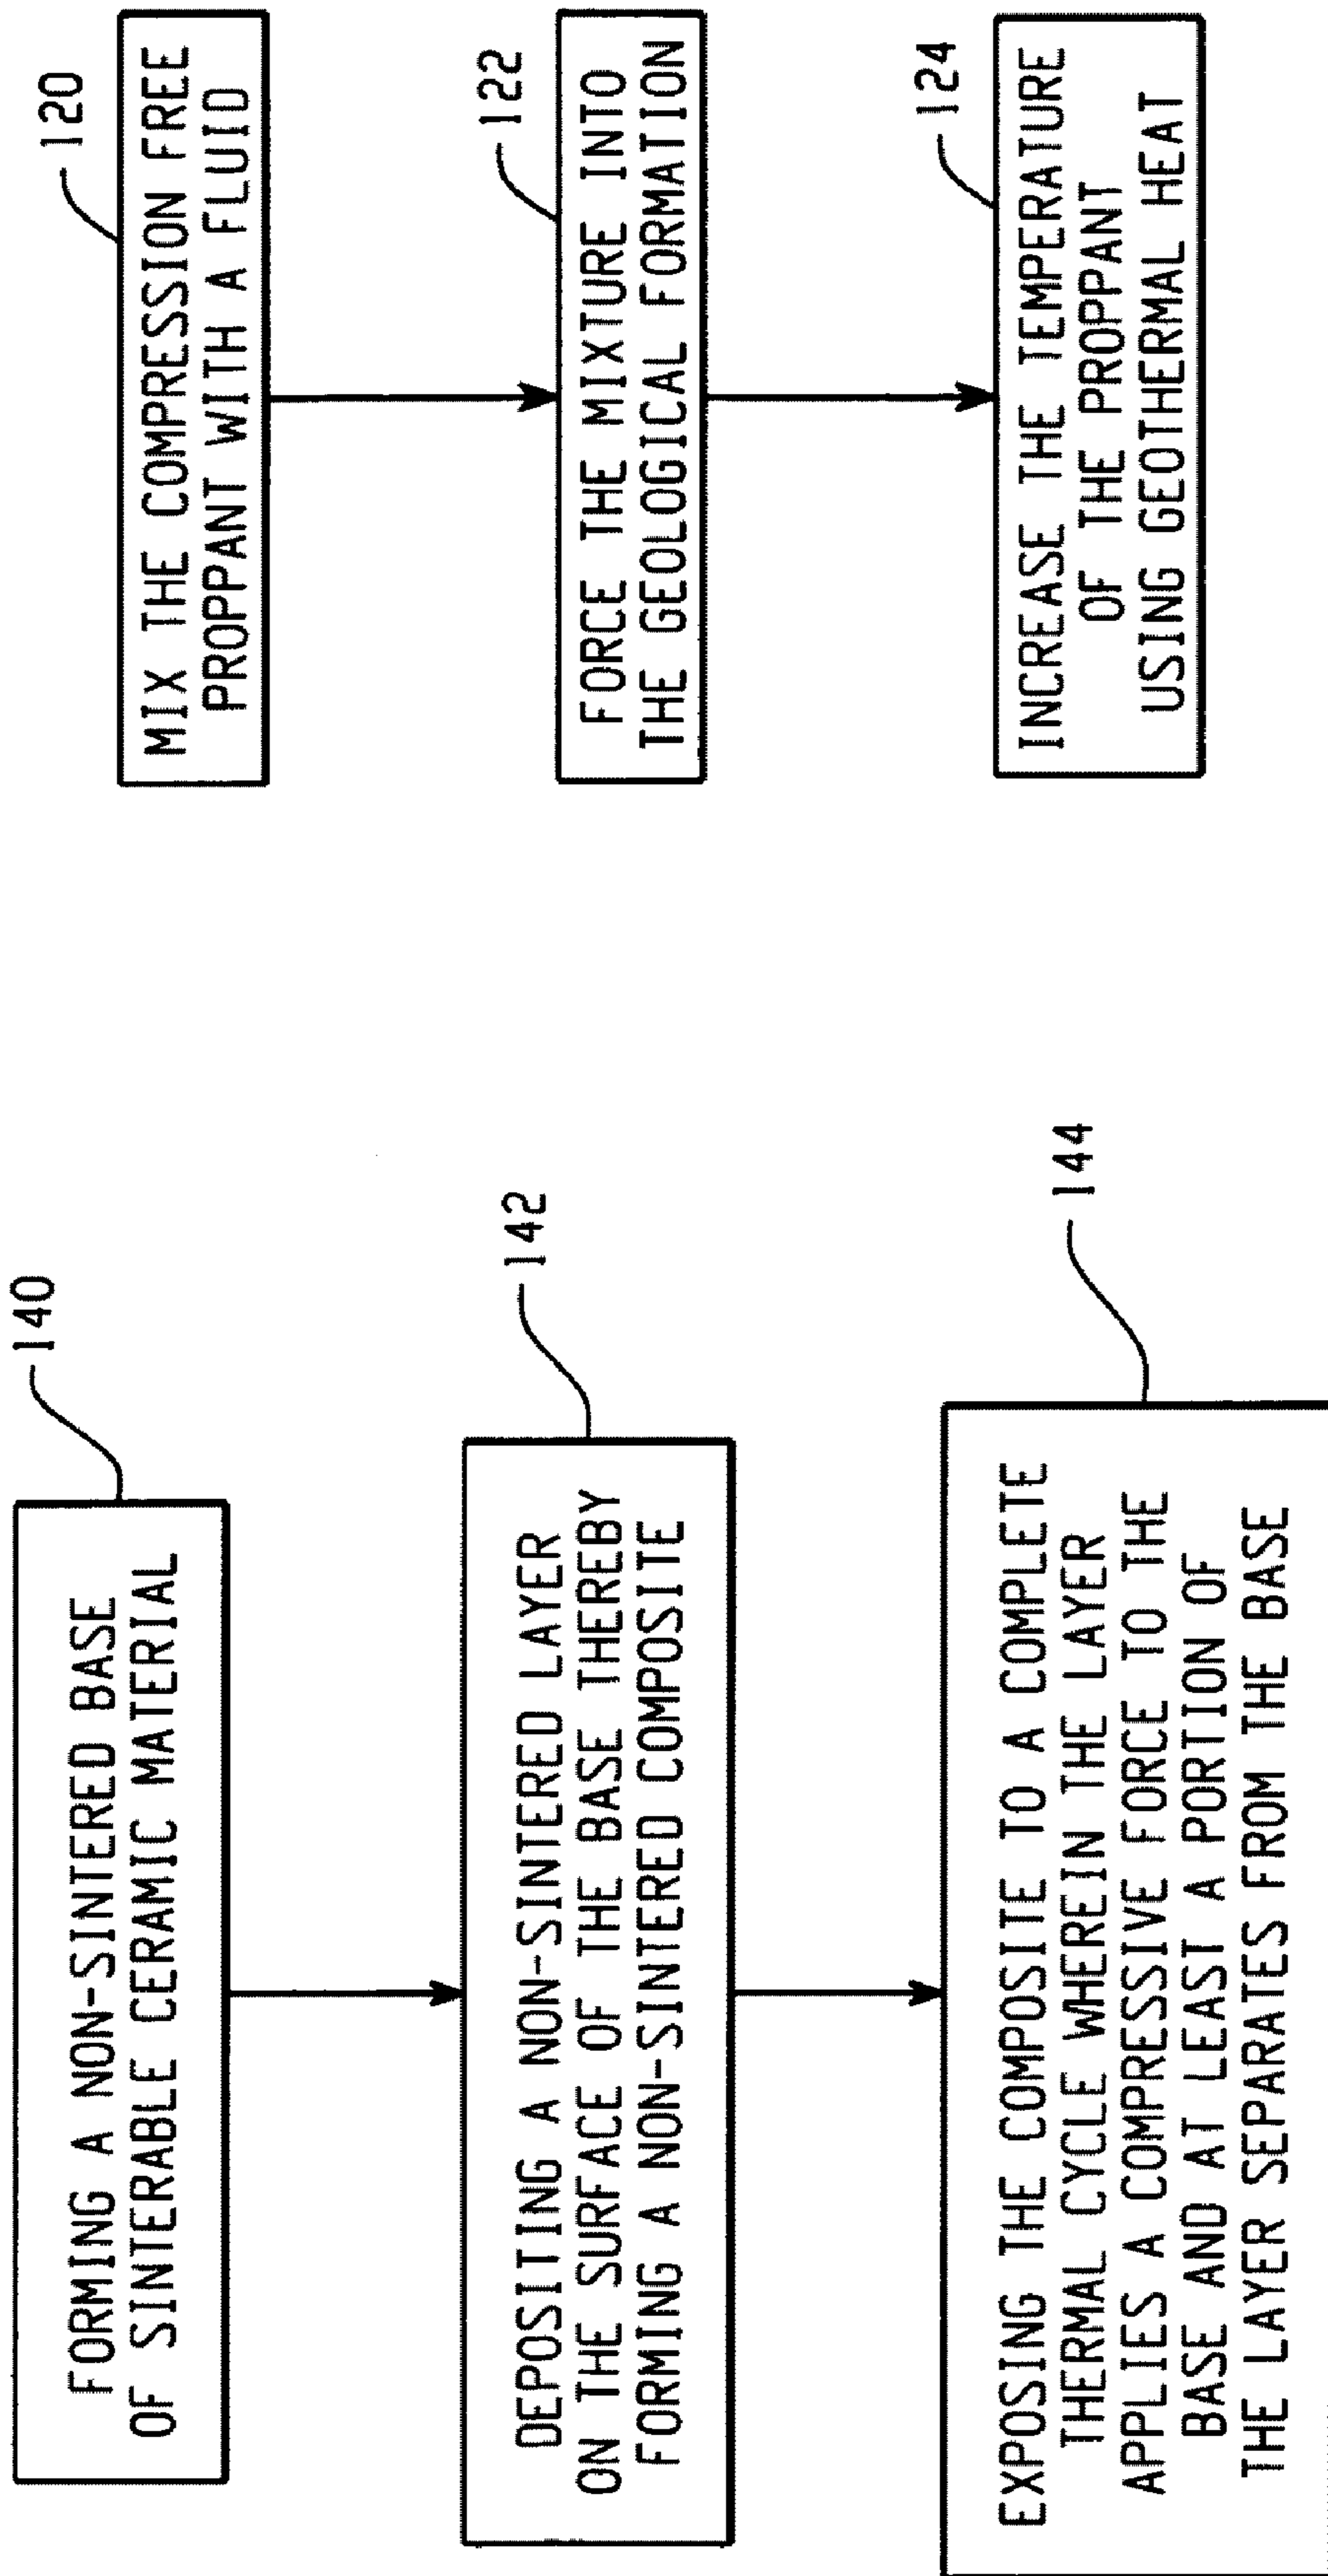 140
FORMING A NON-SINTERED BASE
OF SINTERABLE CERAMIC MATERIAL
142
DEPOSITING A NON-SINTERED LAYER
ON THE SURFACE OF THE BASE THEREBY
FORMING A NON-SINTERED COMPOSITE
144
EXPOSING THE COMPOSITE TO A COMPLETE
THERMAL CYCLE WHEREIN THE LAYER
APPLIES A COMPRESSIVE FORCE TO THE
BASE AND AT LEAST A PORTION OF
THE LAYER SEPARATES FROM THE BASE
120
MIX THE COMPRESSION FREE
PROPPANT WITH A FLUID
122
FORCE THE MIXTURE INTO
THE GEOLOGICAL FORMATION
124
INCREASE THE TEMPERATURE
OF THE PROPPANT
USING GEOTHERMAL HEAT